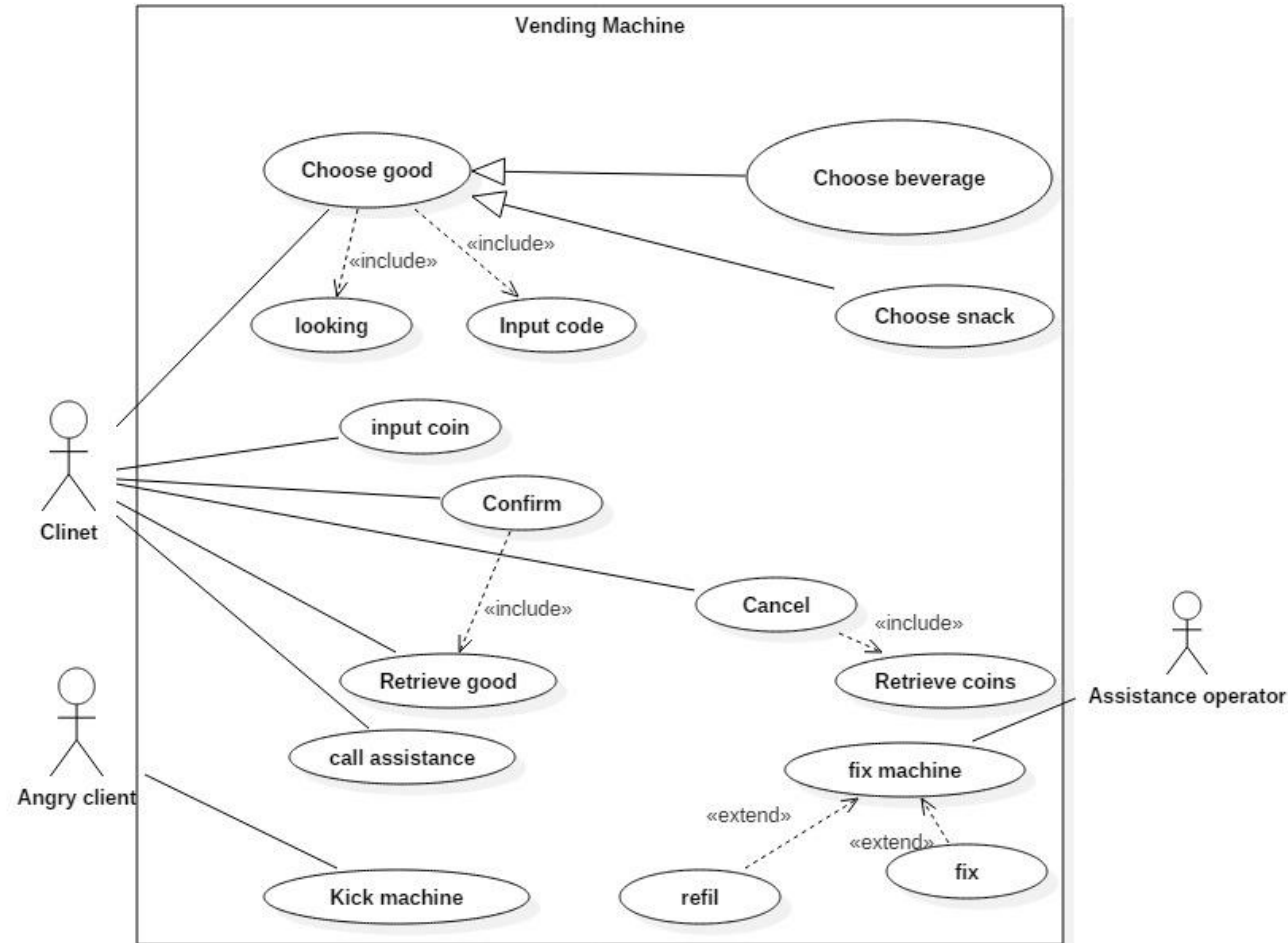 Vending Machine
Choose good
Choose beverage
«include»
«include»
looking
Input code
Choose snack
input coin
Confirm
Clinet
«include»
Cancel
«include»
Retrieve good
Retrieve coins
Assistance operator
call assistance
fix machine
Angry client
«extend»
«extend»
Kick machine
refil
fix